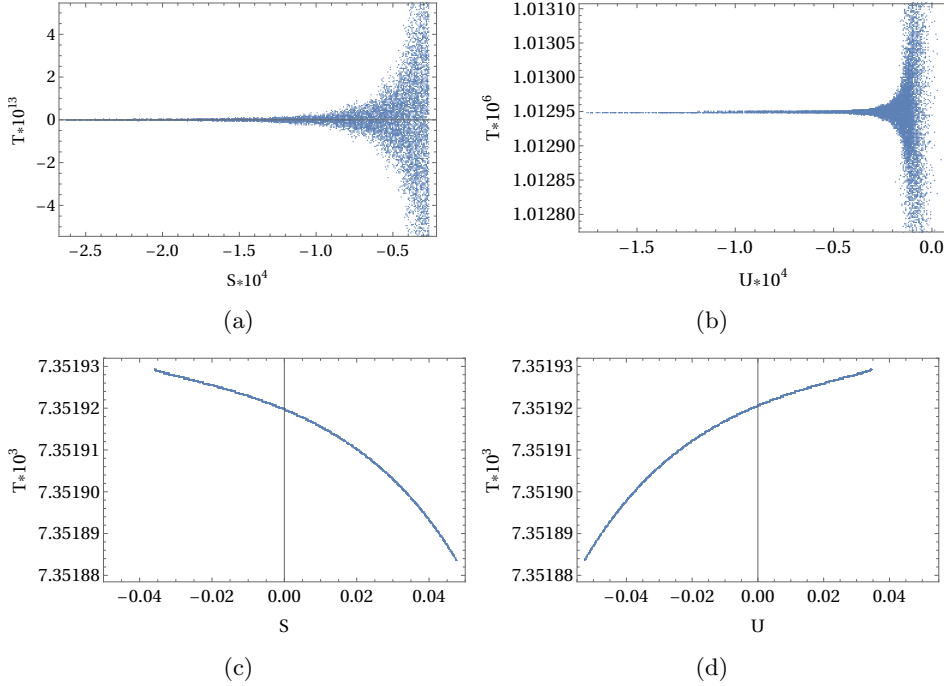 4
2
0
−2
−4
T*10^13
−2.5 −2.0 −1.5 −1.0 −0.5
S*10^4
(a)
1.01310
1.01305
1.01300
1.01295
1.01290
1.01285
1.01280
T*10^6
−1.5 −1.0 −0.5 0.0
U*10^4
(b)
7.35193
7.35192
7.35191
7.35190
7.35189
7.35188
T*10^3
−0.04 −0.02 0.00 0.02 0.04
S
(c)
7.35193
7.35192
7.35191
7.35190
7.35189
7.35188
T*10^3
−0.04 −0.02 0.00 0.02 0.04
U
(d)